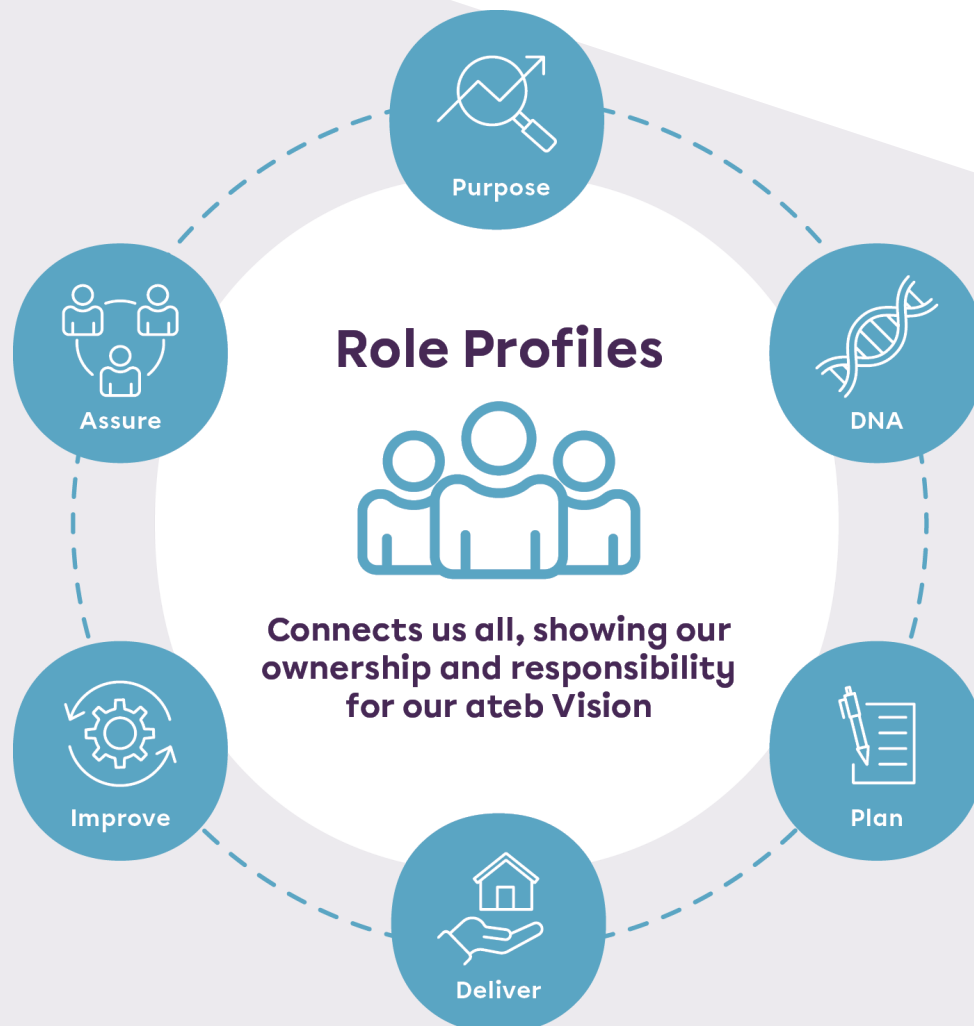 Purpose
Assure
DNA
Role Profiles
Connects us all, showing our
ownership and responsibility
for our ateb Vision
Improve
Plan
Deliver